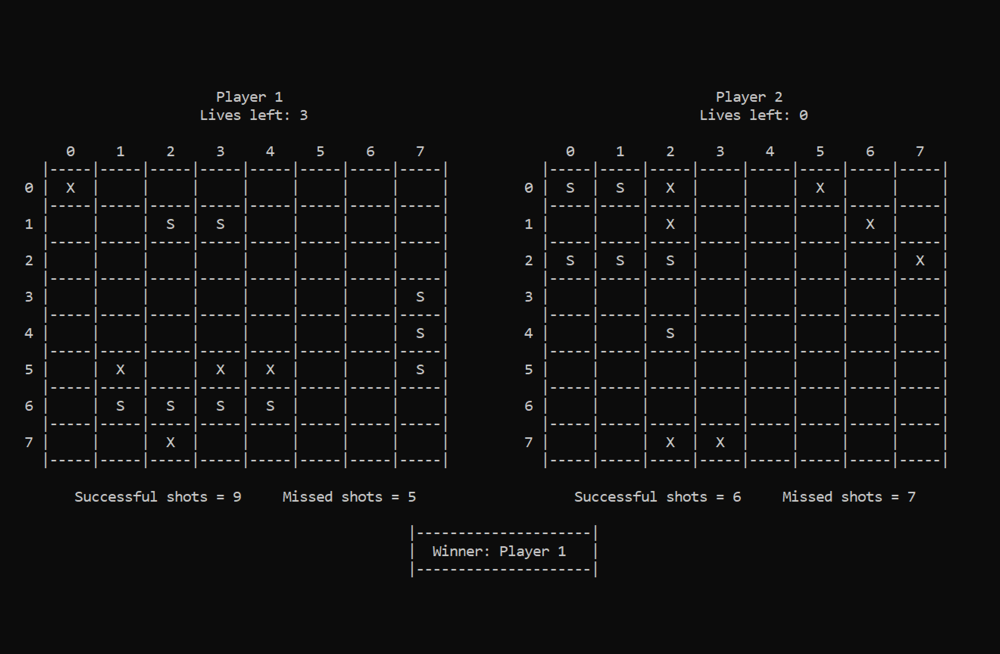 Player 1 Player 2
Lives left: 3 Lives left: 0
0 1 2 3 4 5 6 7 0 1 2 3 4 5 6 7
|-----|-----|-----|-----|-----|-----|-----|-----| |-----|-----|-----|-----|-----|-----|-----|-----|
0 | X | | | | | | | | 0 | S | S | X | | | X | | |
|-----|-----|-----|-----|-----|-----|-----|-----| |-----|-----|-----|-----|-----|-----|-----|-----|
1 | | | S | S | | | | | 1 | | | X | | | | X | |
|-----|-----|-----|-----|-----|-----|-----|-----| |-----|-----|-----|-----|-----|-----|-----|-----|
2 | | | | | | | | | 2 | S | S | S | | | | | X |
|-----|-----|-----|-----|-----|-----|-----|-----| |-----|-----|-----|-----|-----|-----|-----|-----|
3 | | | | | | | | S | 3 | | | | | | | | |
|-----|-----|-----|-----|-----|-----|-----|-----| |-----|-----|-----|-----|-----|-----|-----|-----|
4 | | | | | | | | S | 4 | | | S | | | | | |
|-----|-----|-----|-----|-----|-----|-----|-----| |-----|-----|-----|-----|-----|-----|-----|-----|
5 | | X | | X | X | | | S | 5 | | | | | | | | |
|-----|-----|-----|-----|-----|-----|-----|-----| |-----|-----|-----|-----|-----|-----|-----|-----|
6 | | S | S | S | S | | | | 6 | | | | | | | | |
|-----|-----|-----|-----|-----|-----|-----|-----| |-----|-----|-----|-----|-----|-----|-----|-----|
7 | | | X | | | | | | 7 | | | X | X | | | | |
|-----|-----|-----|-----|-----|-----|-----|-----| |-----|-----|-----|-----|-----|-----|-----|-----|
Successful shots = 9 Missed shots = 5 Successful shots = 6 Missed shots = 7
|---------------------|
| Winner: Player 1 |
|---------------------|